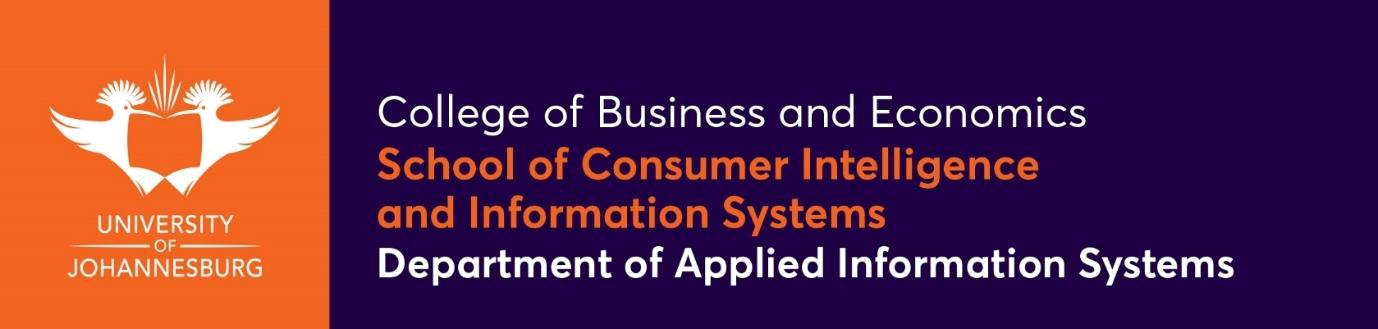 UNIVERSITY
OF
JOHANNESBURG
College of Business and Economics
School of Consumer Intelligence
and Information Systems
Department of Applied Information Systems